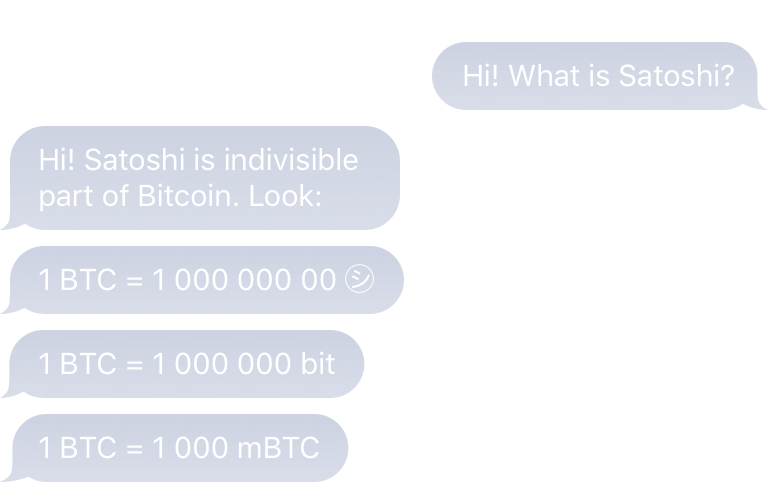 Hi! What is Satoshi?
Hi! Satoshi is indivisible
part of Bitcoin. Look:
1 BTC = 1 000 000 00 ㋛
1 BTC = 1 000 000 bit
1 BTC = 1 000 mBTC